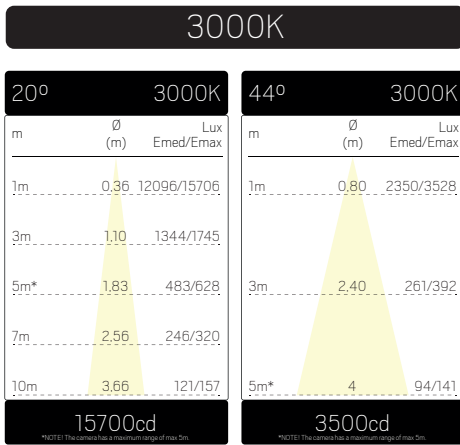 3000K
20º 3000K
m Ø (m) Lux Emed/Emax
1m 0,36 12096/15706
3m 1,10 1344/1745
5m* 1,83 483/628
7m 2,56 246/320
10m 3,66 121/157
15700cd
*NOTE! The camera has a maximum range of max 5m.
44º 3000K
m Ø (m) Lux Emed/Emax
1m 0,80 2350/3528
3m 2,40 261/392
5m* 4 94/141
3500cd
*NOTE! The camera has a maximum range of max 5m.